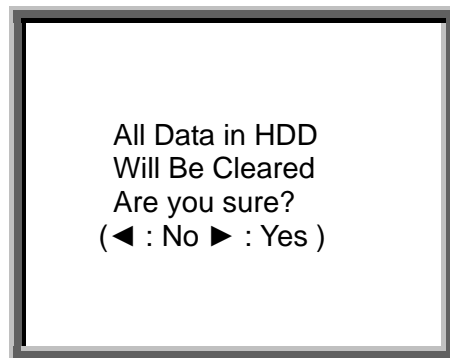 All Data in HDD
Will Be Cleared
Are you sure?
(◄ : No ► : Yes )